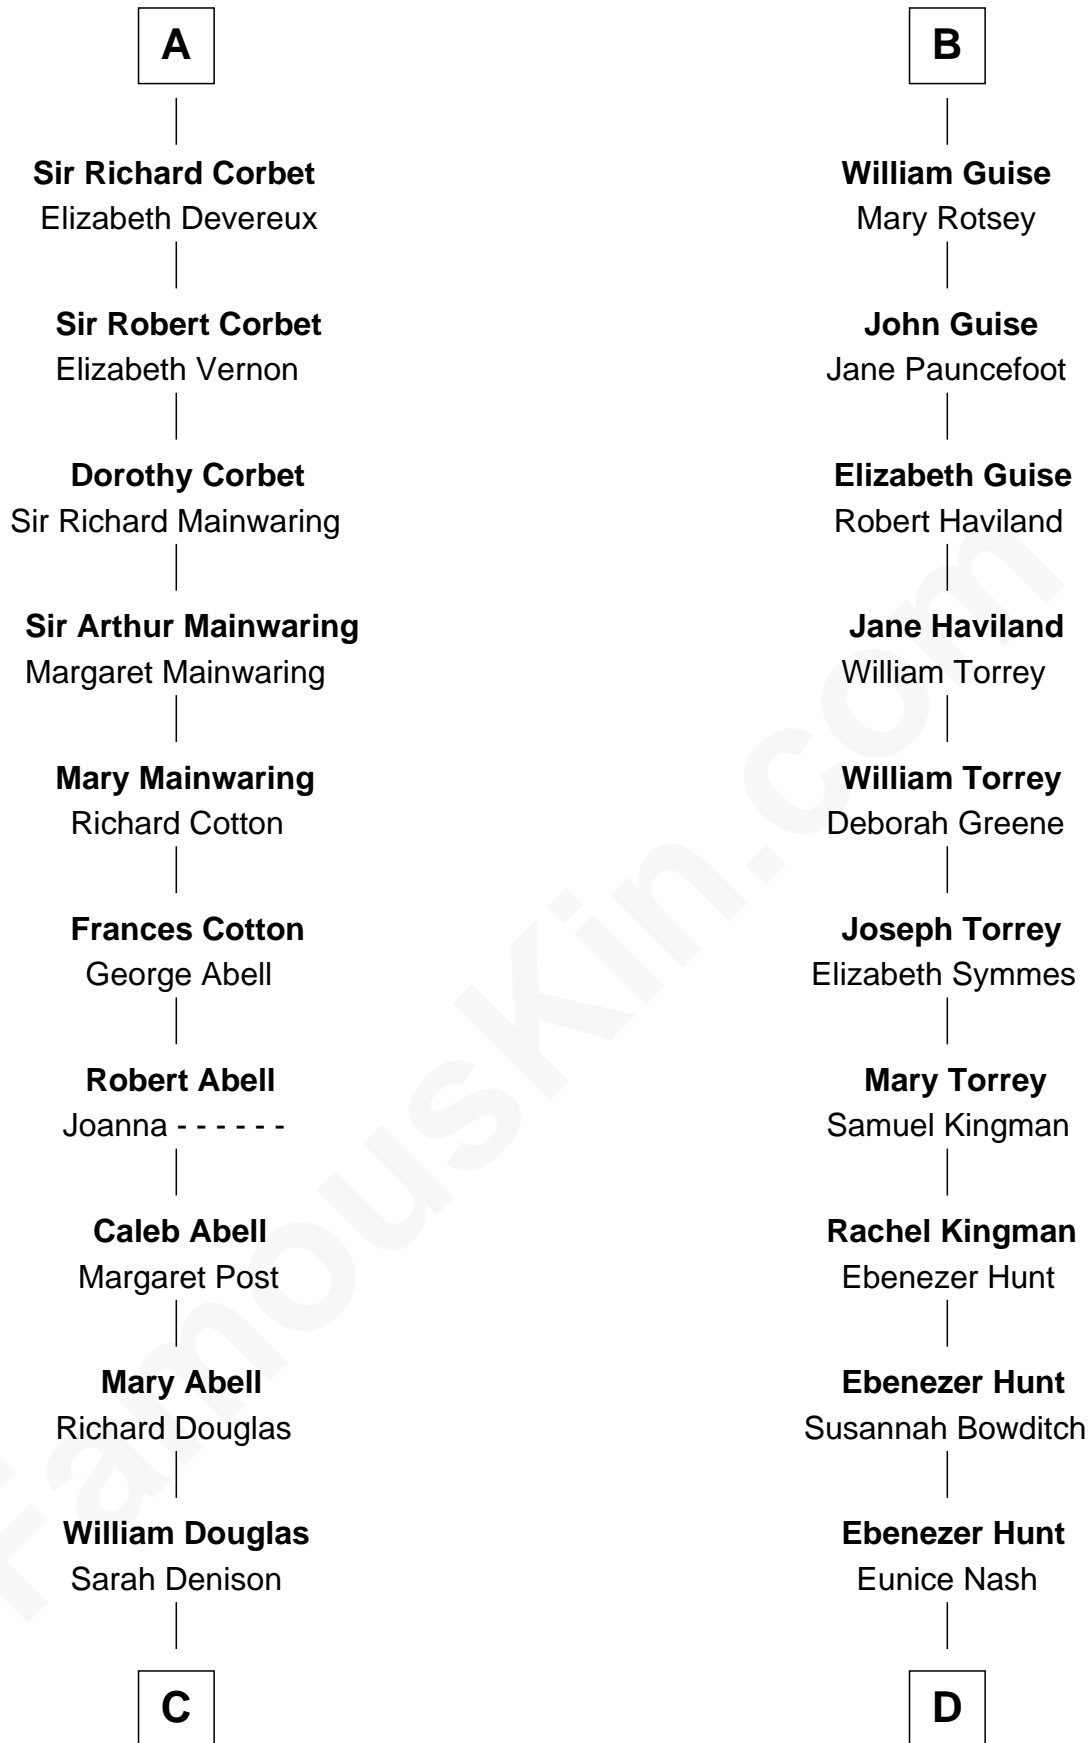 A
Sir Richard Corbet
Elizabeth Devereux
Sir Robert Corbet
Elizabeth Vernon
Dorothy Corbet
Sir Richard Mainwaring
Sir Arthur Mainwaring
Margaret Mainwaring
Mary Mainwaring
Richard Cotton
Frances Cotton
George Abell
Robert Abell
Joanna - - - - - -
Caleb Abell
Margaret Post
Mary Abell
Richard Douglas
William Douglas
Sarah Denison
C
B
William Guise
Mary Rotsey
John Guise
Jane Pauncefoot
Elizabeth Guise
Robert Haviland
Jane Haviland
William Torrey
William Torrey
Deborah Greene
Joseph Torrey
Elizabeth Symmes
Mary Torrey
Samuel Kingman
Rachel Kingman
Ebenezer Hunt
Ebenezer Hunt
Susannah Bowditch
Ebenezer Hunt
Eunice Nash
D
FamousKin.com